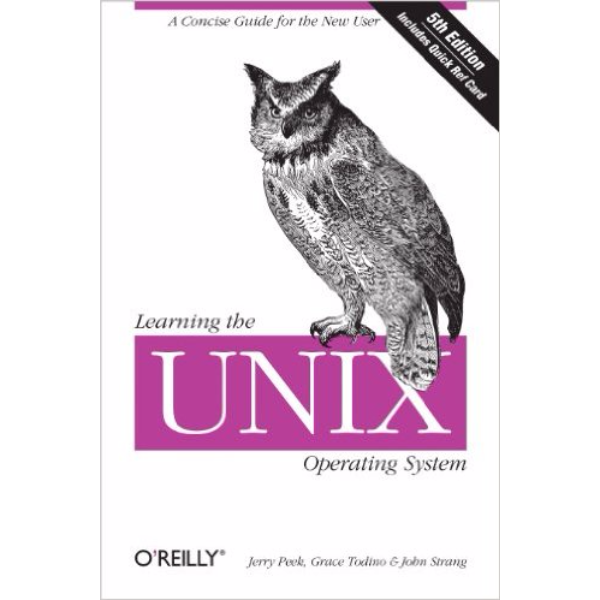 A Concise Guide for the New User
5th Edition
Includes Quick Ref Card
Learning the
UNIX
Operating System
O'REILLY®
Jerry Peek, Grace Todino & John Strang